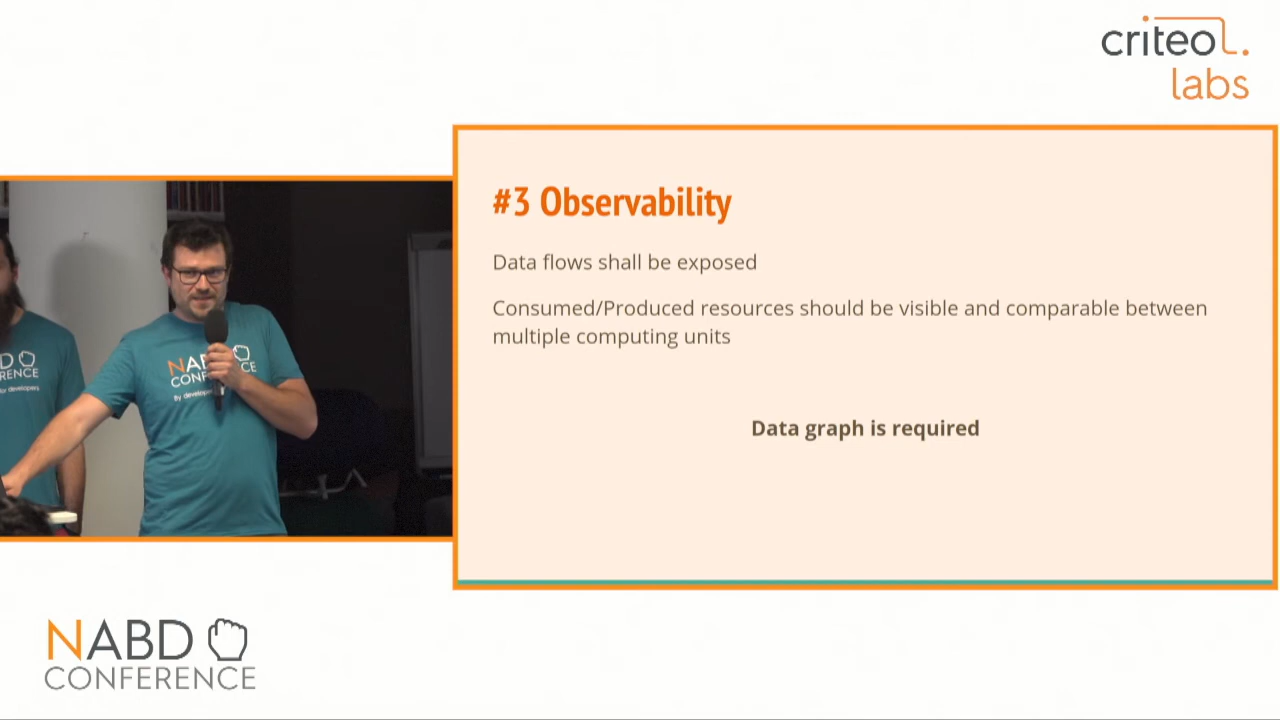 criteo.
labs
#3 Observability
Data flows shall be exposed
Consumed/Produced resources should be visible and comparable between
multiple computing units
Data graph is required
NABD
CONFERENCE